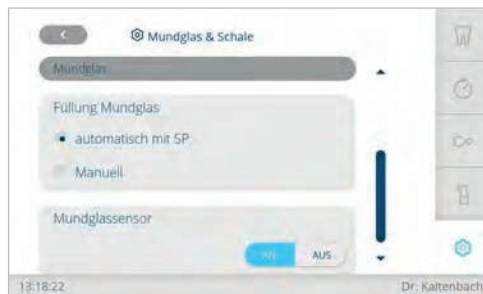 Mundglas & Schale
Mundglas
Füllung Mundglas
automatisch mit SP
Manuell
Mundglassensor
AN AUS
13:18:22 Dr. Kaltenbach